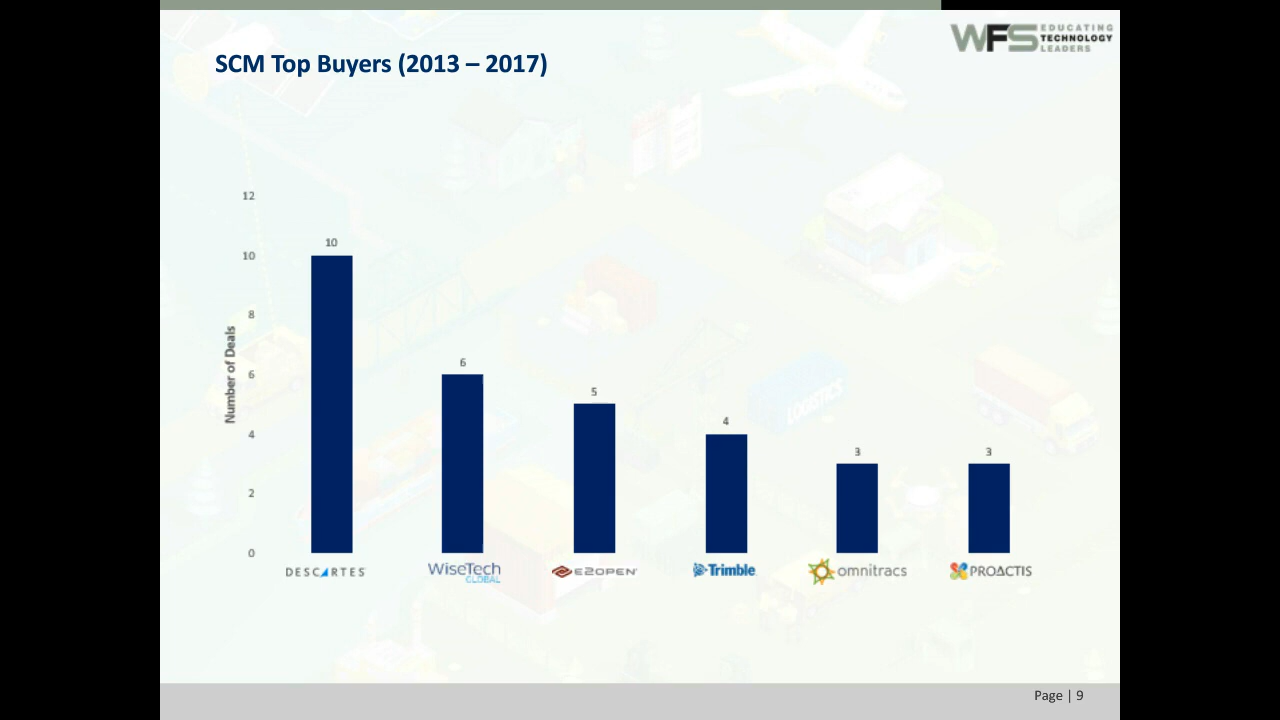 WFS EDUCATING
TECHNOLOGY
LEADERS
SCM Top Buyers (2013 – 2017)
12
10
8
6
4
2
0
Number of Deals
10
6
5
4
3
3
LOGISTICS
DESCARTES
WiseTech
GLOBAL
E2OPEN
Trimble
omnitracs
PROACTIS
Page | 9